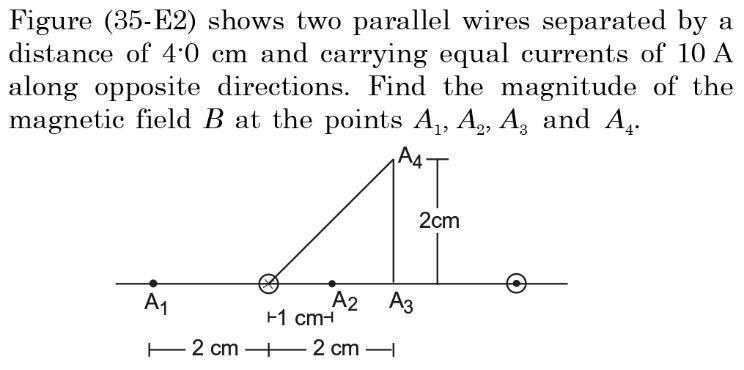 Figure (35-E2) shows two parallel wires separated by a
distance of 4·0 cm and carrying equal currents of 10 A
along opposite directions. Find the magnitude of the
magnetic field B at the points A₁, A₂, A₃ and A₄.
A4
2cm
A1
A2
A3
1 cm
2 cm
2 cm